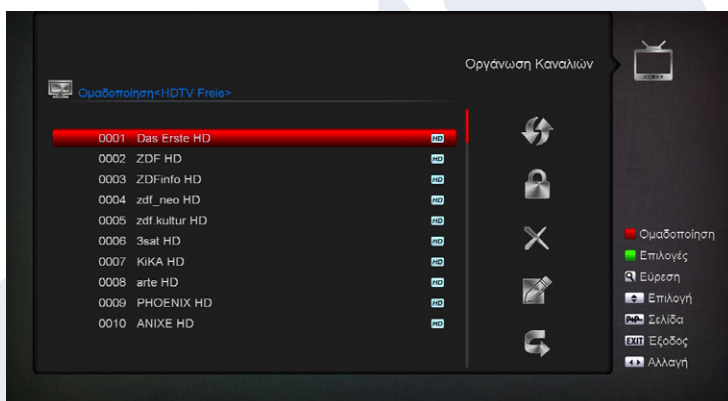 Οργάνωση Καναλιών
Ομαδοποίηση<HDTV Freie>
0001 Das Erste HD HD
0002 ZDF HD HD
0003 ZDFinfo HD HD
0004 zdf_neo HD HD
0005 zdf.kultur HD HD
0006 3sat HD HD
0007 KiKA HD HD
0008 arte HD HD
0009 PHOENIX HD HD
0010 ANIXE HD HD
Ομαδοποίηση
Επιλογές
Εύρεση
Επιλογή
P+P- Σελίδα
EXIT Έξοδος
Αλλαγή